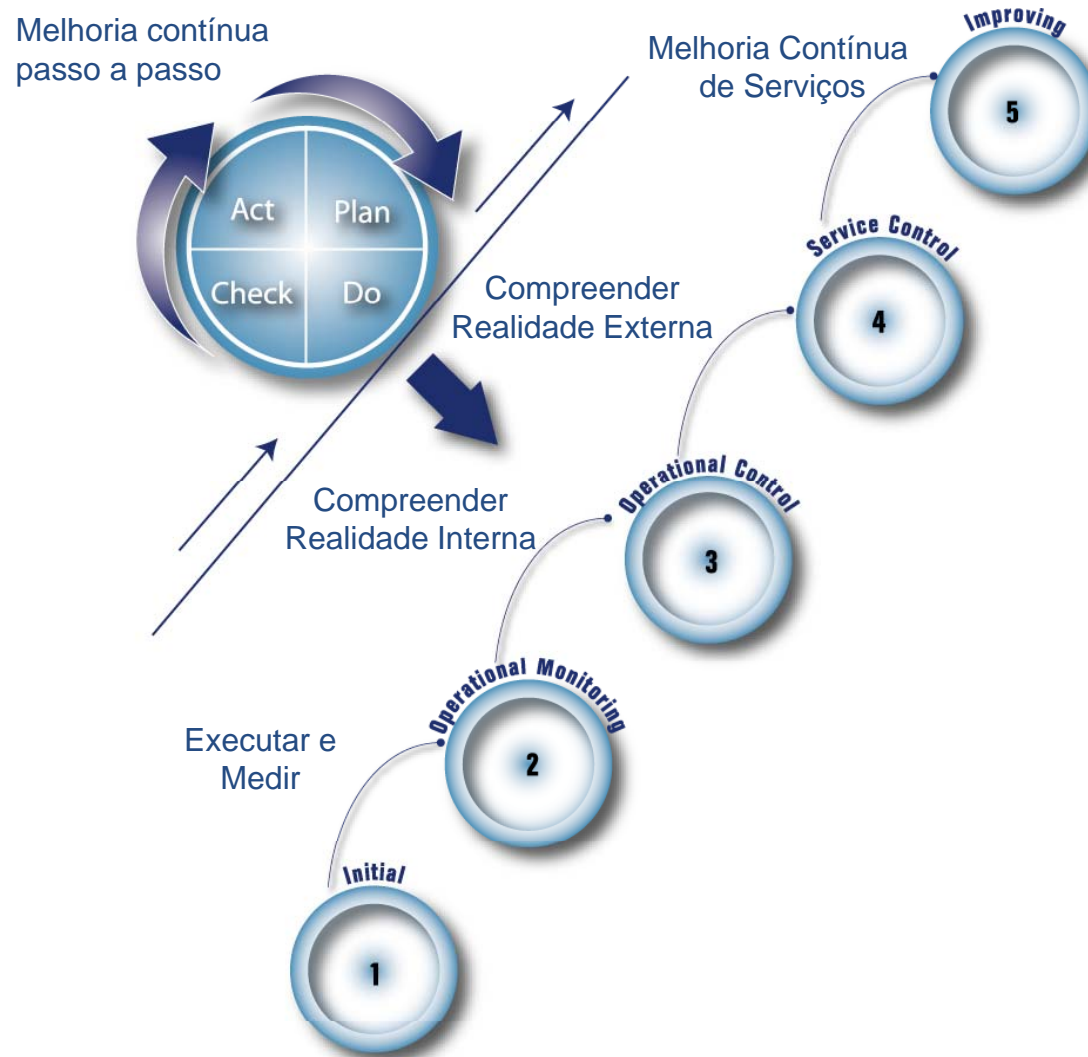 Melhoria contínua
passo a passo
Act
Plan
Check
Do
Improving
5
Melhoria Contínua
de Serviços
Service Control
4
Compreender
Realidade Externa
Operational Control
3
Compreender
Realidade Interna
Operational Monitoring
2
Executar e
Medir
Initial
1